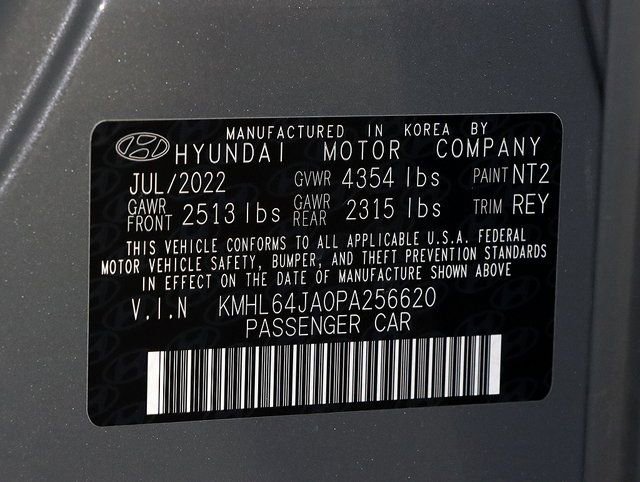 MANUFACTURED IN KOREA BY
HYUNDAI MOTOR COMPANY
JUL/2022 GVWR 4354 lbs PAINT NT2
GAWR FRONT 2513 lbs GAWR REAR 2315 lbs TRIM REY
THIS VEHICLE CONFORMS TO ALL APPLICABLE U.S.A. FEDERAL
MOTOR VEHICLE SAFETY, BUMPER, AND THEFT PREVENTION STANDARDS
IN EFFECT ON THE DATE OF MANUFACTURE SHOWN ABOVE
V.I.N KMHL64JA0PA256620
PASSENGER CAR